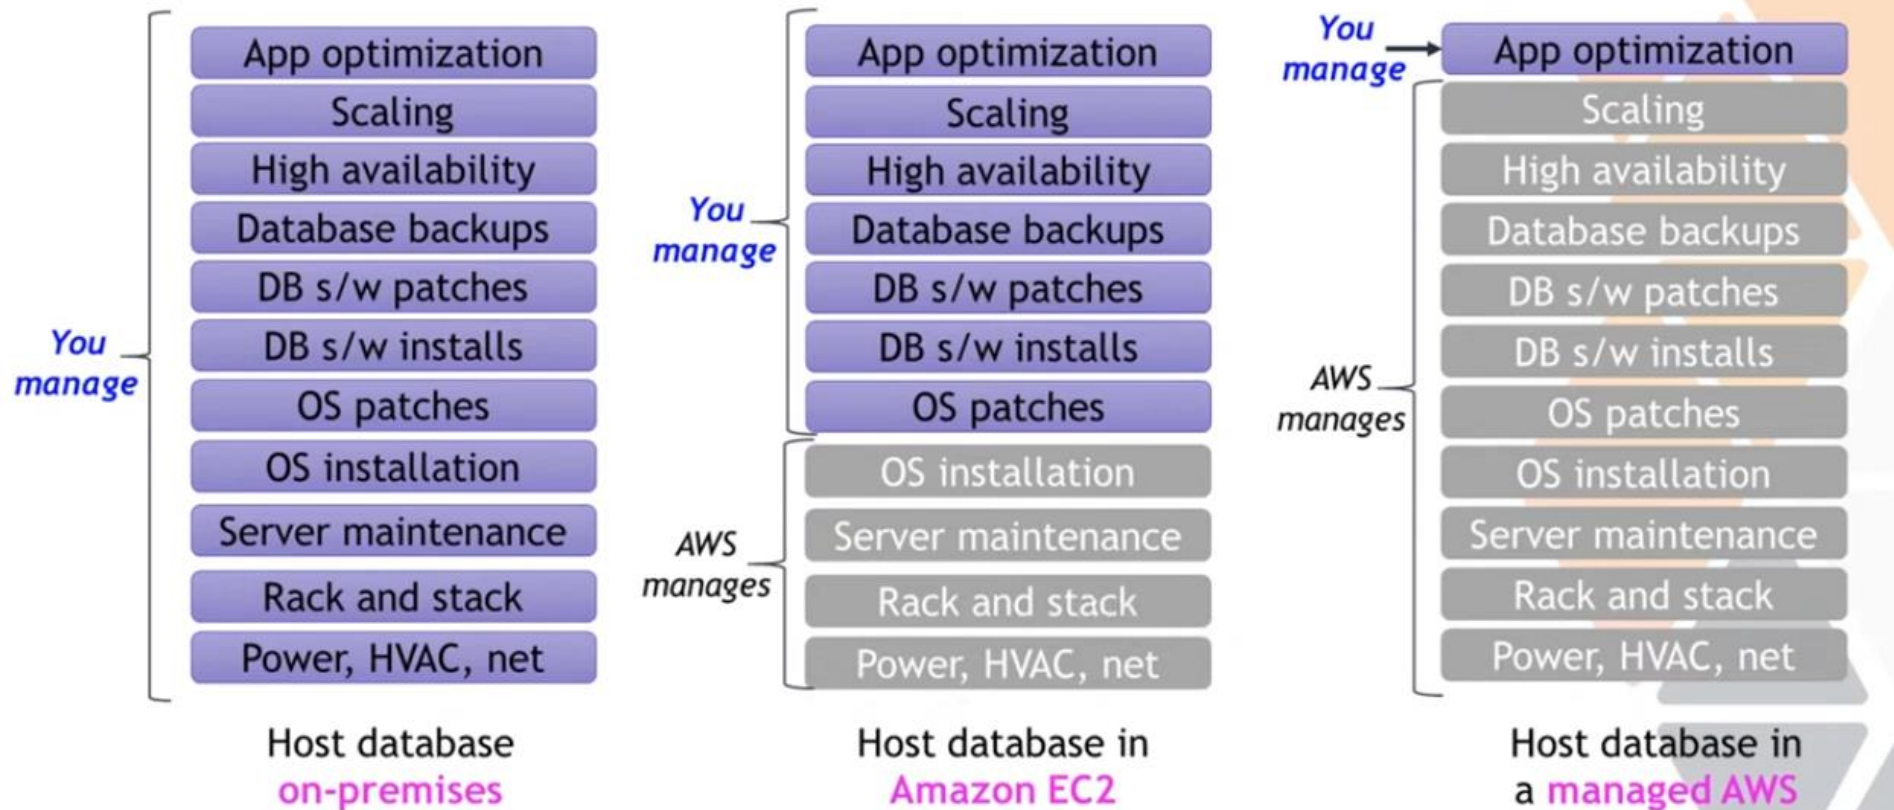 You
manage
App optimization
Scaling
High availability
Database backups
DB s/w patches
DB s/w installs
OS patches
OS installation
Server maintenance
Rack and stack
Power, HVAC, net
Host database
on-premises
You
manage
AWS
manages
App optimization
Scaling
High availability
Database backups
DB s/w patches
DB s/w installs
OS patches
OS installation
Server maintenance
Rack and stack
Power, HVAC, net
Host database in
Amazon EC2
You
manage
AWS
manages
App optimization
Scaling
High availability
Database backups
DB s/w patches
DB s/w installs
OS patches
OS installation
Server maintenance
Rack and stack
Power, HVAC, net
Host database in
a managed AWS